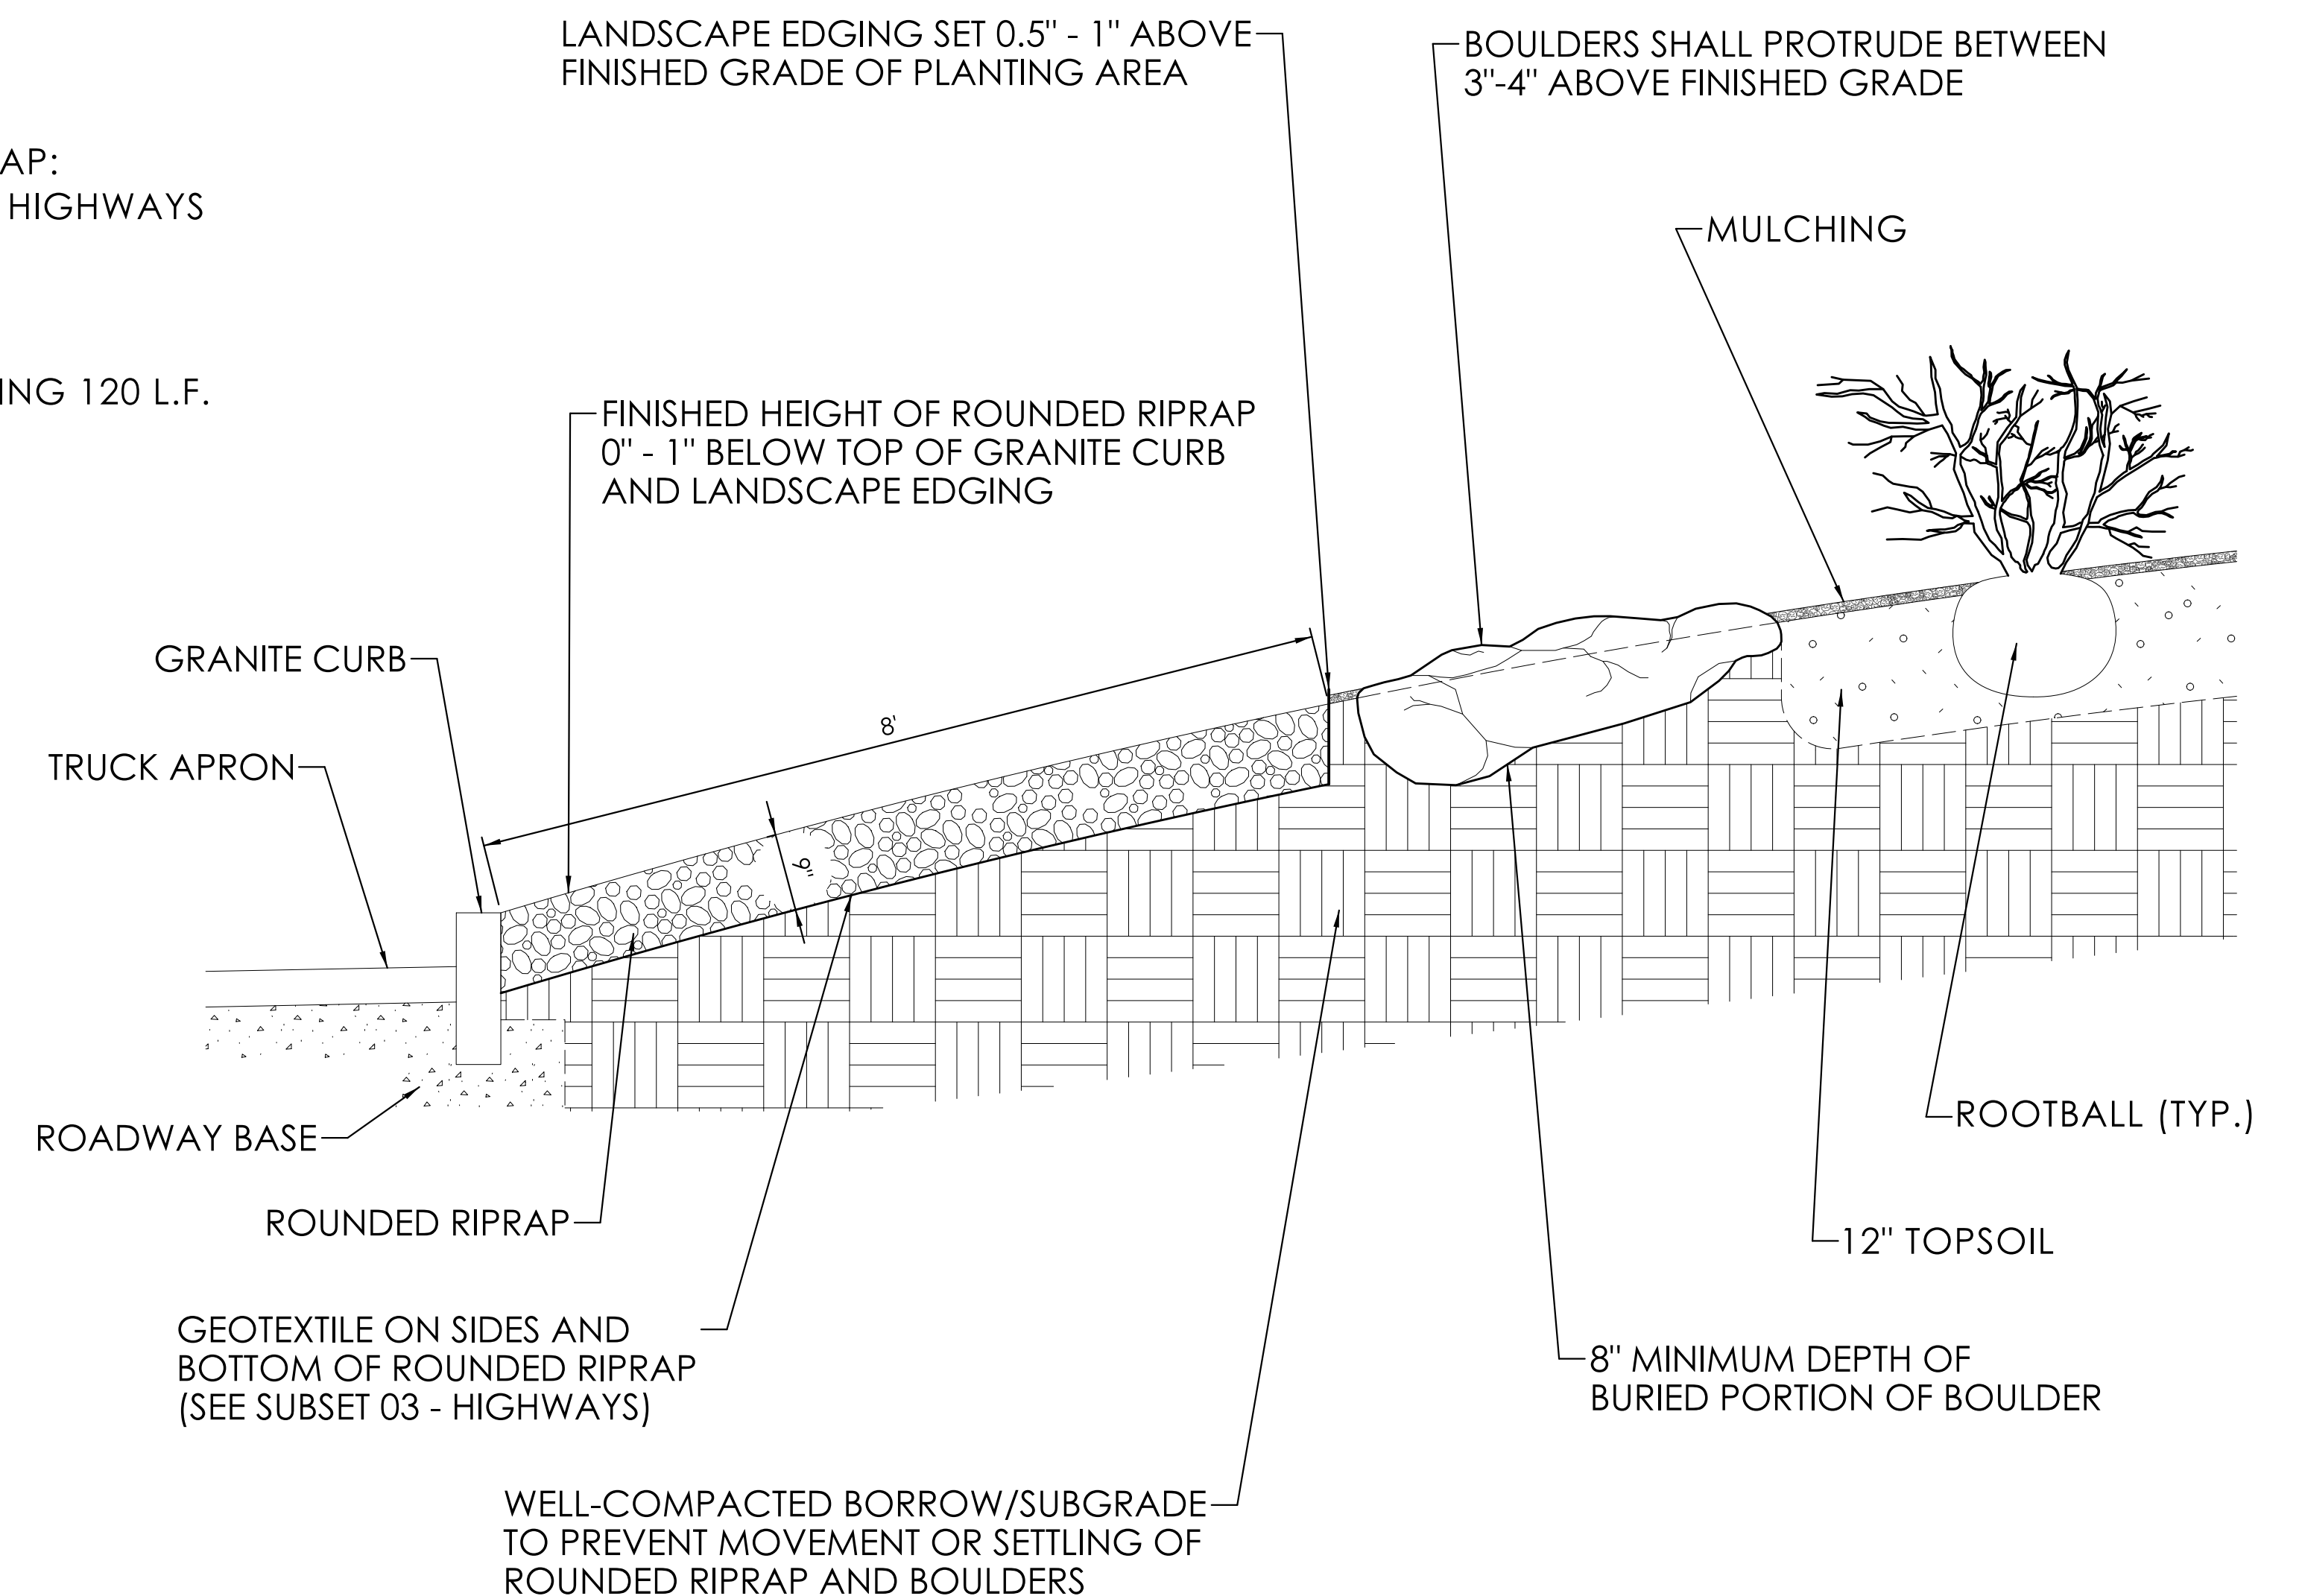 LANDSCAPE EDGING SET 0.5" - 1" ABOVE
FINISHED GRADE OF PLANTING AREA
BOULDERS SHALL PROTRUDE BETWEEN
3"-4" ABOVE FINISHED GRADE
AP:
HIGHWAYS
MULCHING
ING 120 L.F.
FINISHED HEIGHT OF ROUNDED RIPRAP
0" - 1" BELOW TOP OF GRANITE CURB
AND LANDSCAPE EDGING
GRANITE CURB
8'
TRUCK APRON
9"
ROADWAY BASE
ROOTBALL (TYP.)
ROUNDED RIPRAP
12" TOPSOIL
GEOTEXTILE ON SIDES AND
BOTTOM OF ROUNDED RIPRAP
(SEE SUBSET 03 - HIGHWAYS)
8" MINIMUM DEPTH OF
BURIED PORTION OF BOULDER
WELL-COMPACTED BORROW/SUBGRADE
TO PREVENT MOVEMENT OR SETTLING OF
ROUNDED RIPRAP AND BOULDERS